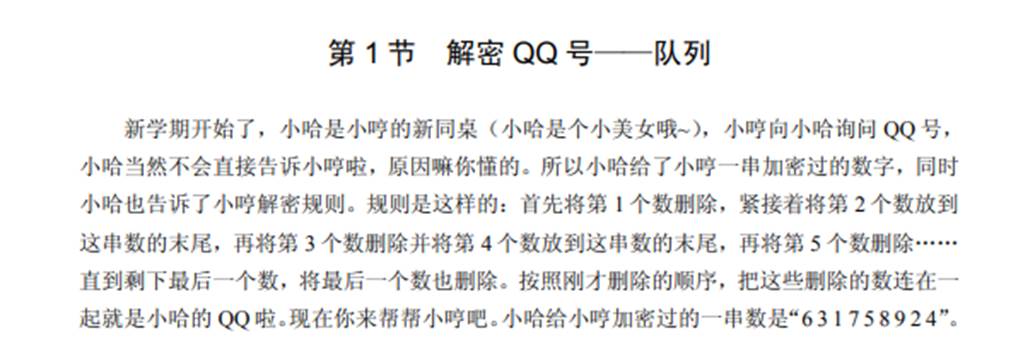 第 1 节 解密 QQ 号——队列
新学期开始了，小哈是小哼的新同桌（小哈是个小美女哦~），小哼向小哈询问 QQ 号，
小哈当然不会直接告诉小哼啦，原因嘛你懂的。所以小哈给了小哼一串加密过的数字，同时
小哈也告诉了小哼解密规则。规则是这样的：首先将第 1 个数删除，紧接着将第 2 个数放到
这串数的末尾，再将第 3 个数删除并将第 4 个数放到这串数的末尾，再将第 5 个数删除……
直到剩下最后一个数，将最后一个数也删除。按照刚才删除的顺序，把这些删除的数连在一
起就是小哈的 QQ 啦。现在你来帮帮小哼吧。小哈给小哼加密过的一串数是“6 3 1 7 5 8 9 2 4”。